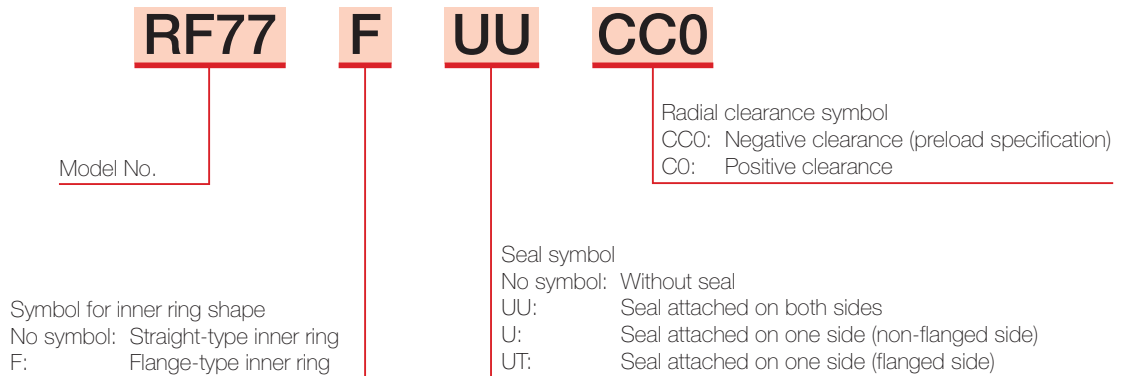 RF77 F UU CC0
Radial clearance symbol
CC0: Negative clearance (preload specification)
C0: Positive clearance
Model No.
Seal symbol
No symbol: Without seal
UU: Seal attached on both sides
U: Seal attached on one side (non-flanged side)
UT: Seal attached on one side (flanged side)
Symbol for inner ring shape
No symbol: Straight-type inner ring
F: Flange-type inner ring